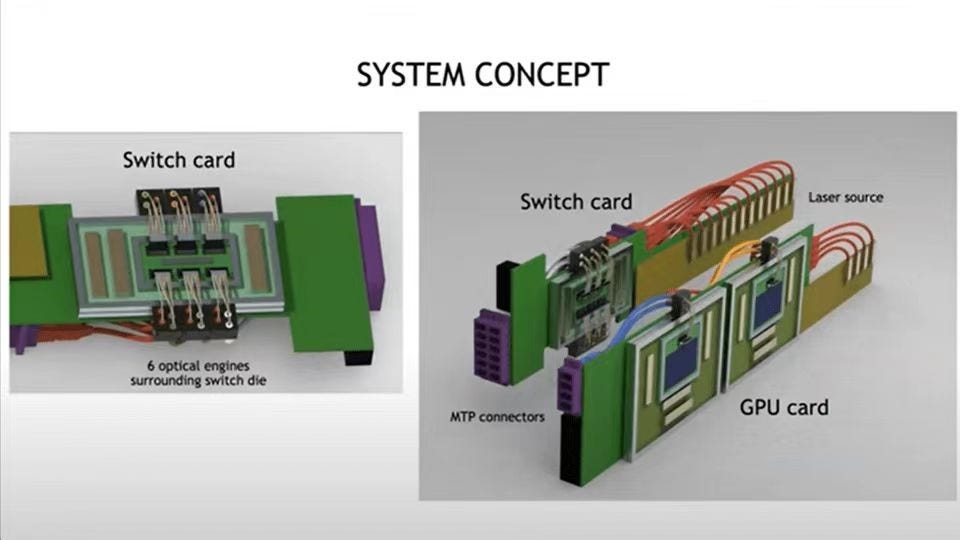 SYSTEM CONCEPT
Switch card
6 optical engines
surrounding switch die
Switch card
Laser source
MTP connectors
GPU card